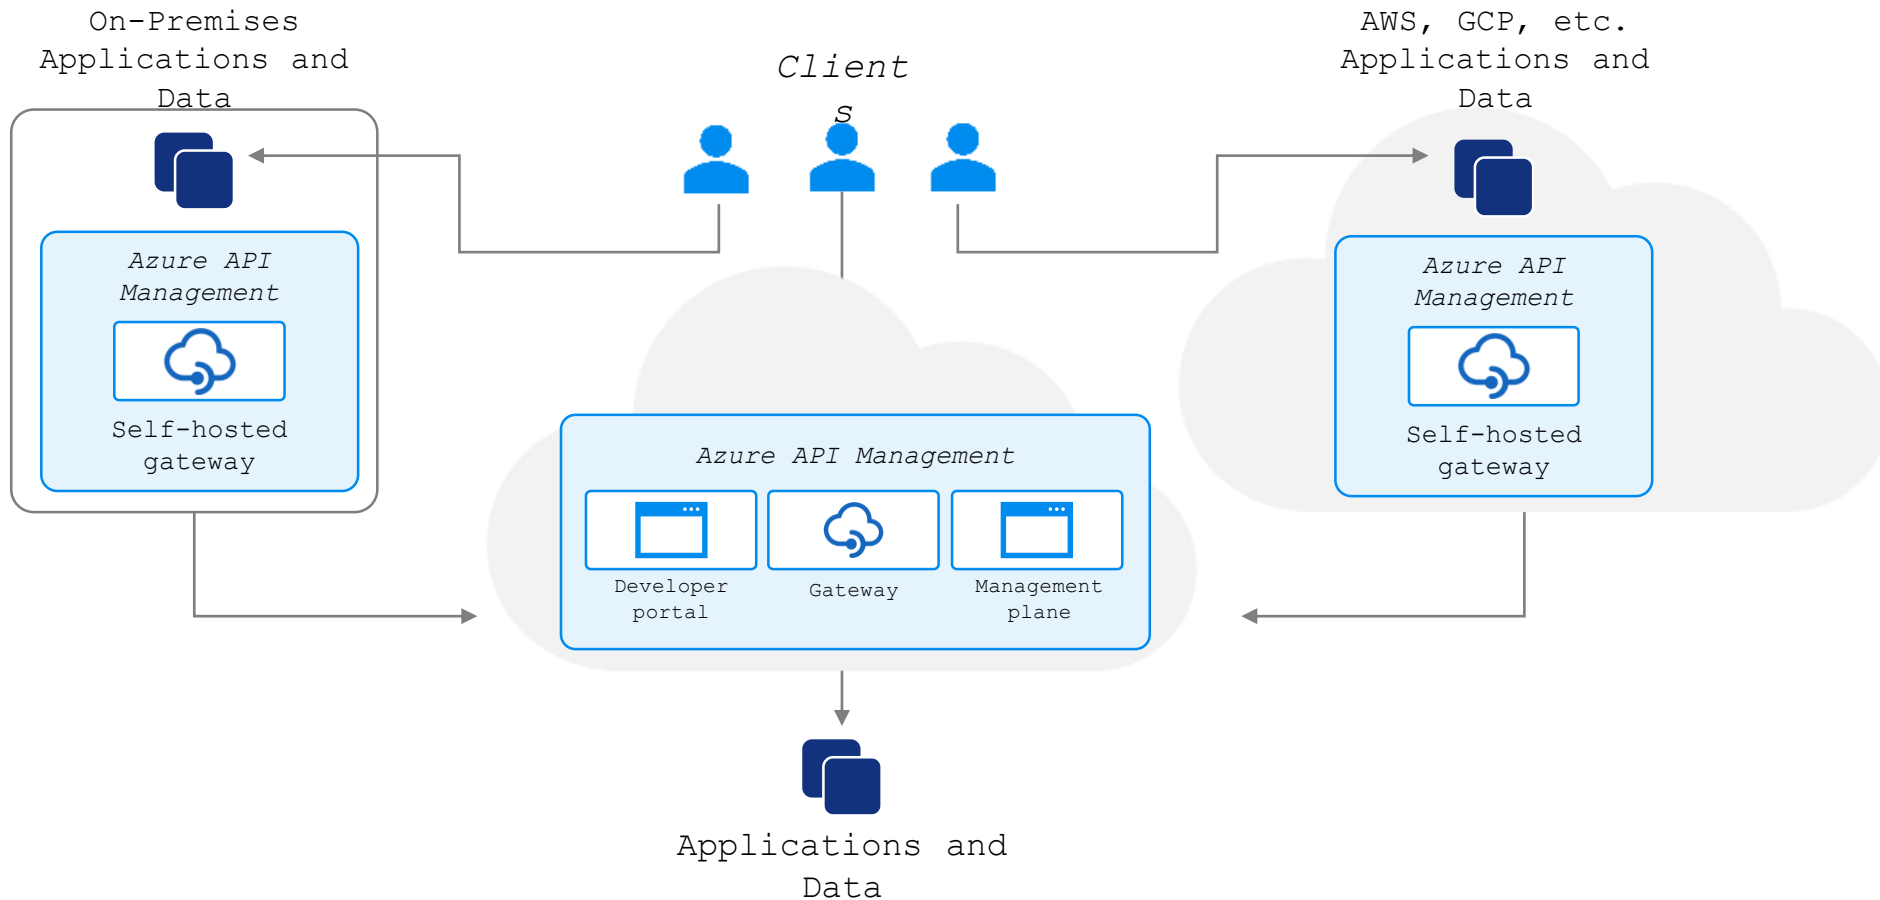 On-Premises
Applications and
Data
Client
s
AWS, GCP, etc.
Applications and
Data
Azure API
Management
Self-hosted
gateway
Azure API
Management
Self-hosted
gateway
Azure API Management
Developer
portal
Gateway
Management
plane
Applications and
Data